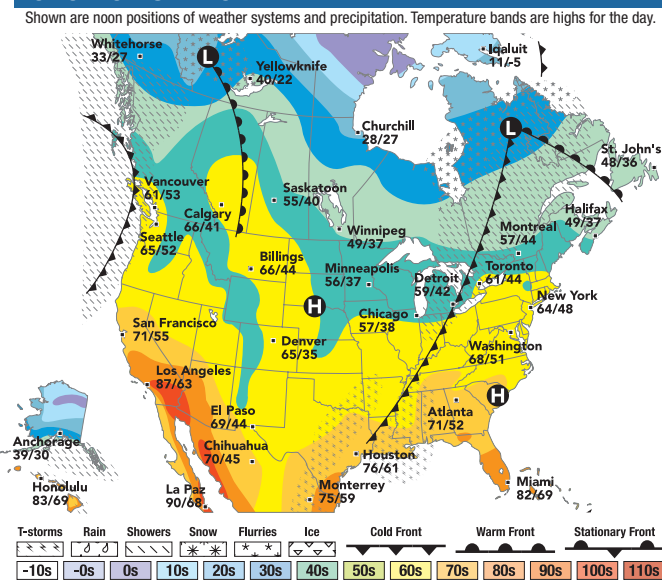 Shown are noon positions of weather systems and precipitation. Temperature bands are highs for the day.
Whitehorse
33/27
L
Yellowknife
40/22
Iqaluit
11/-5
Churchill
28/27
L
St. John's
48/36
Vancouver
61/53
Calgary
66/41
Saskatoon
55/40
Halifax
49/37
Seattle
65/52
Winnipeg
49/37
Montreal
57/44
Billings
66/44
Minneapolis
56/37
Detroit
59/42
Toronto
61/44
H
New York
64/48
Chicago
57/38
San Francisco
71/55
Denver
65/35
Washington
68/51
Los Angeles
87/63
H
El Paso
69/44
Atlanta
71/52
Anchorage
39/30
Chihuahua
70/45
Houston
76/61
Honolulu
83/69
La Paz
90/68
Monterrey
75/59
Miami
82/69
T-storms Rain Showers Snow Flurries Ice Cold Front Warm Front Stationary Front
-10s -0s 0s 10s 20s 30s 40s 50s 60s 70s 80s 90s 100s 110s